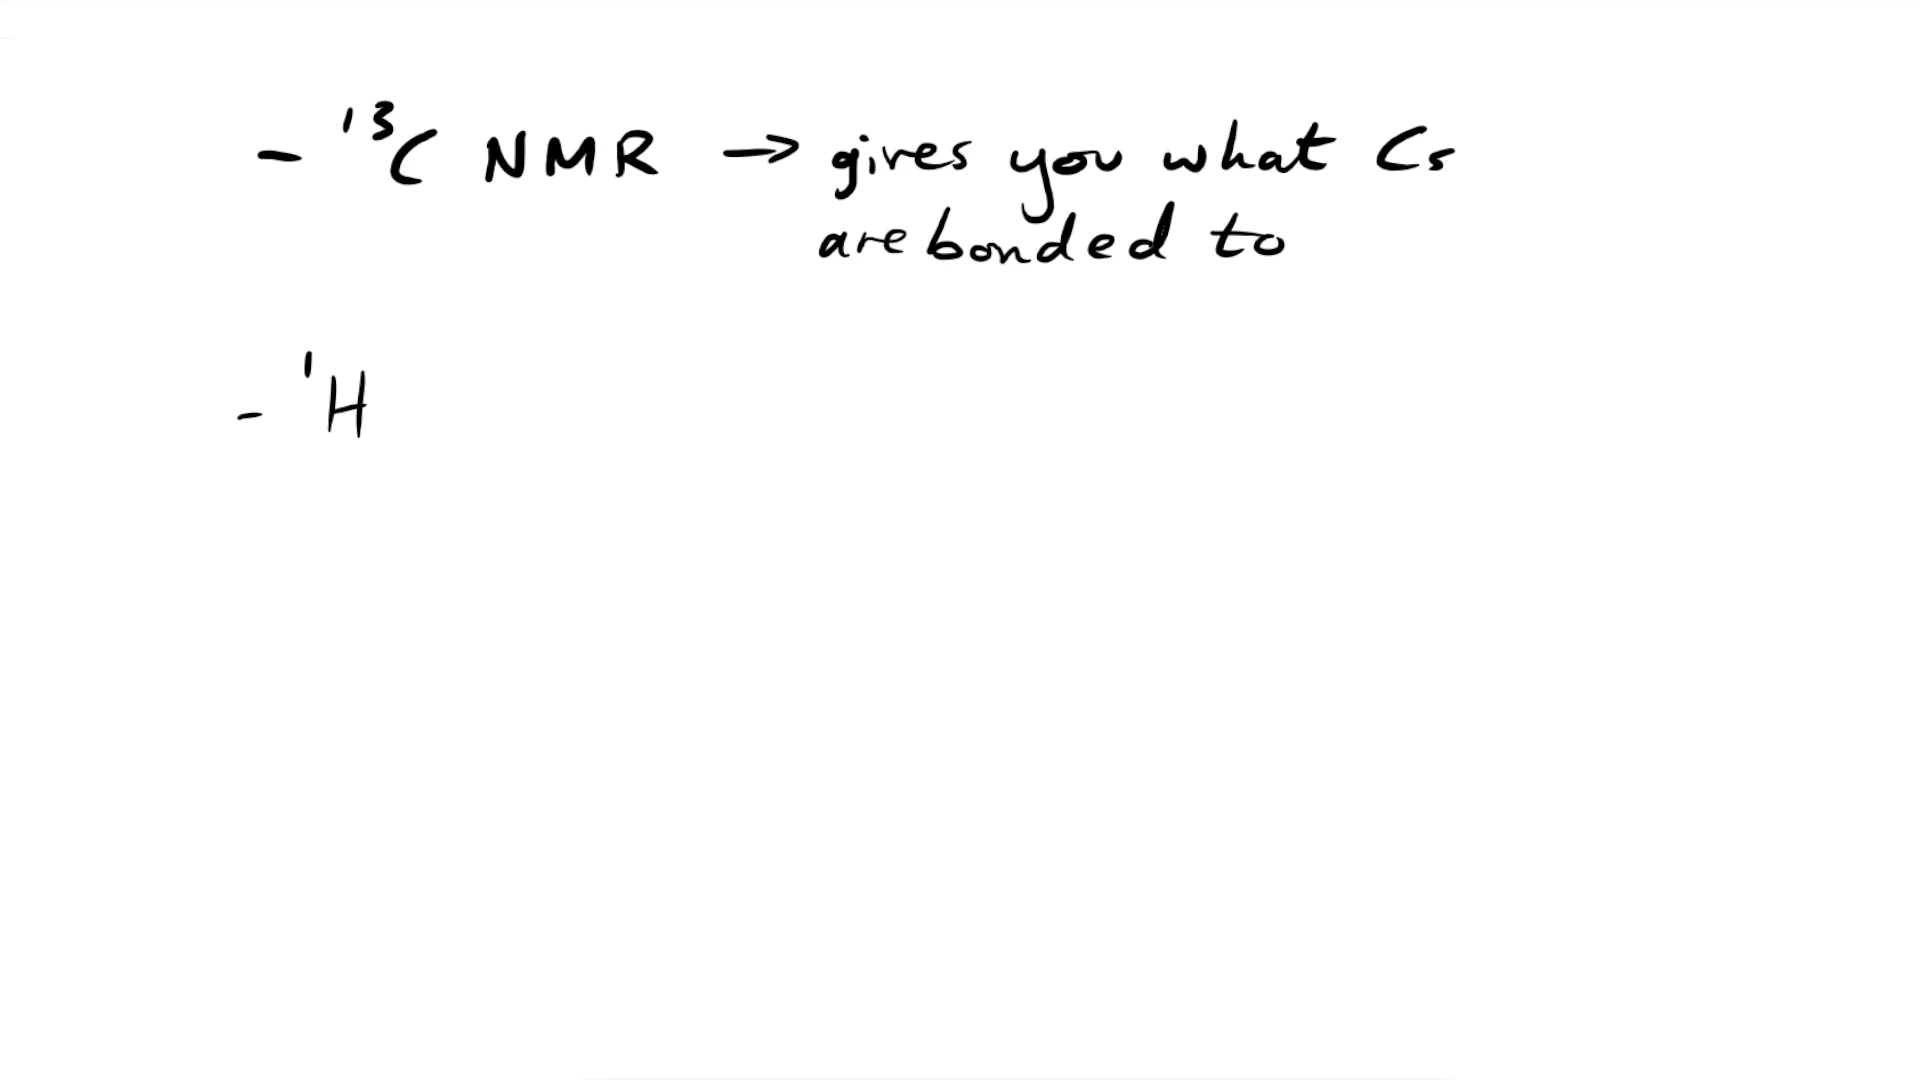 - ¹³C NMR → gives you what Cs
are bonded to
- ¹H